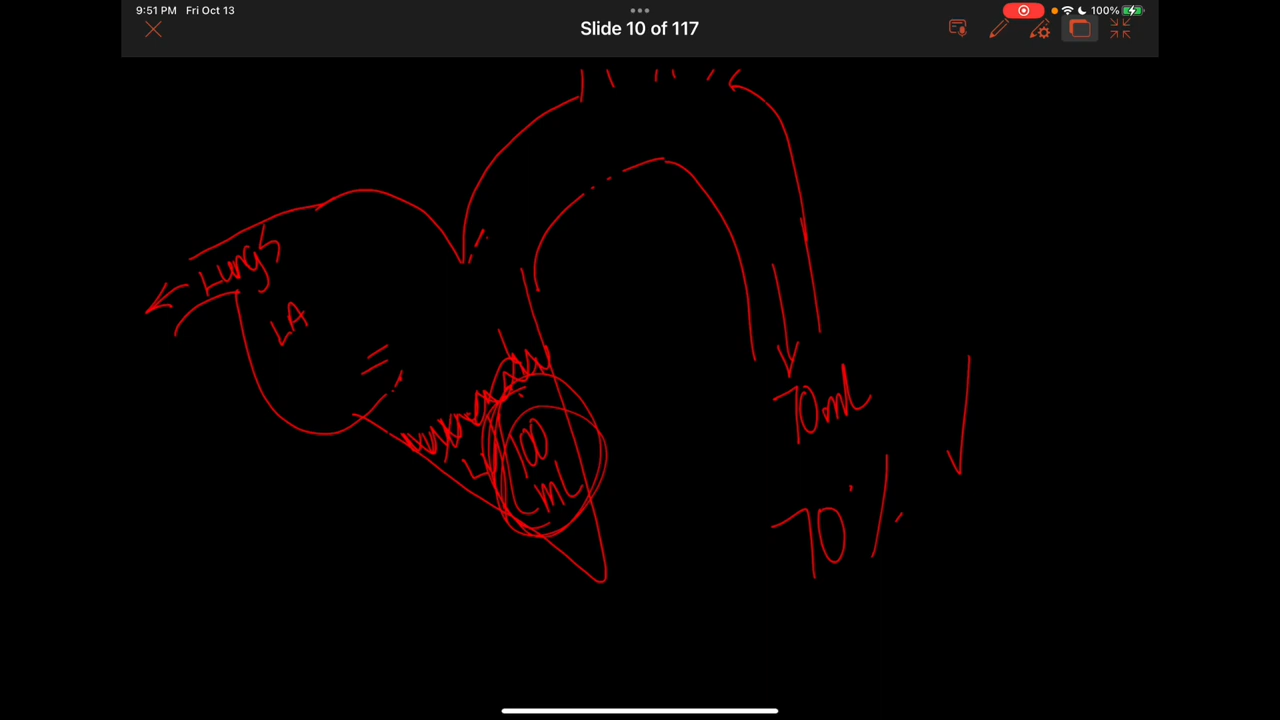 9:51 PM Fri Oct 13
100%
Slide 10 of 117
Lungs
LA
LV
100
mL
70mL
70%